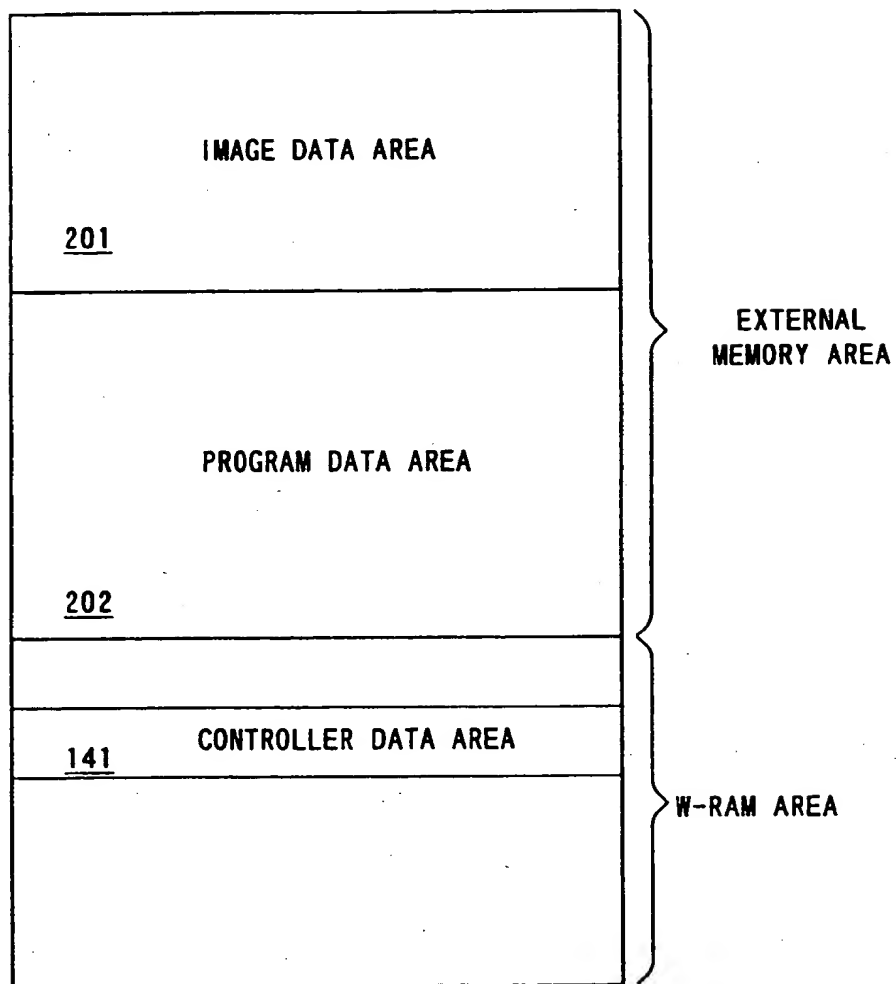 IMAGE DATA AREA
201
EXTERNAL
MEMORY AREA
PROGRAM DATA AREA
202
CONTROLLER DATA AREA
141
W-RAM AREA